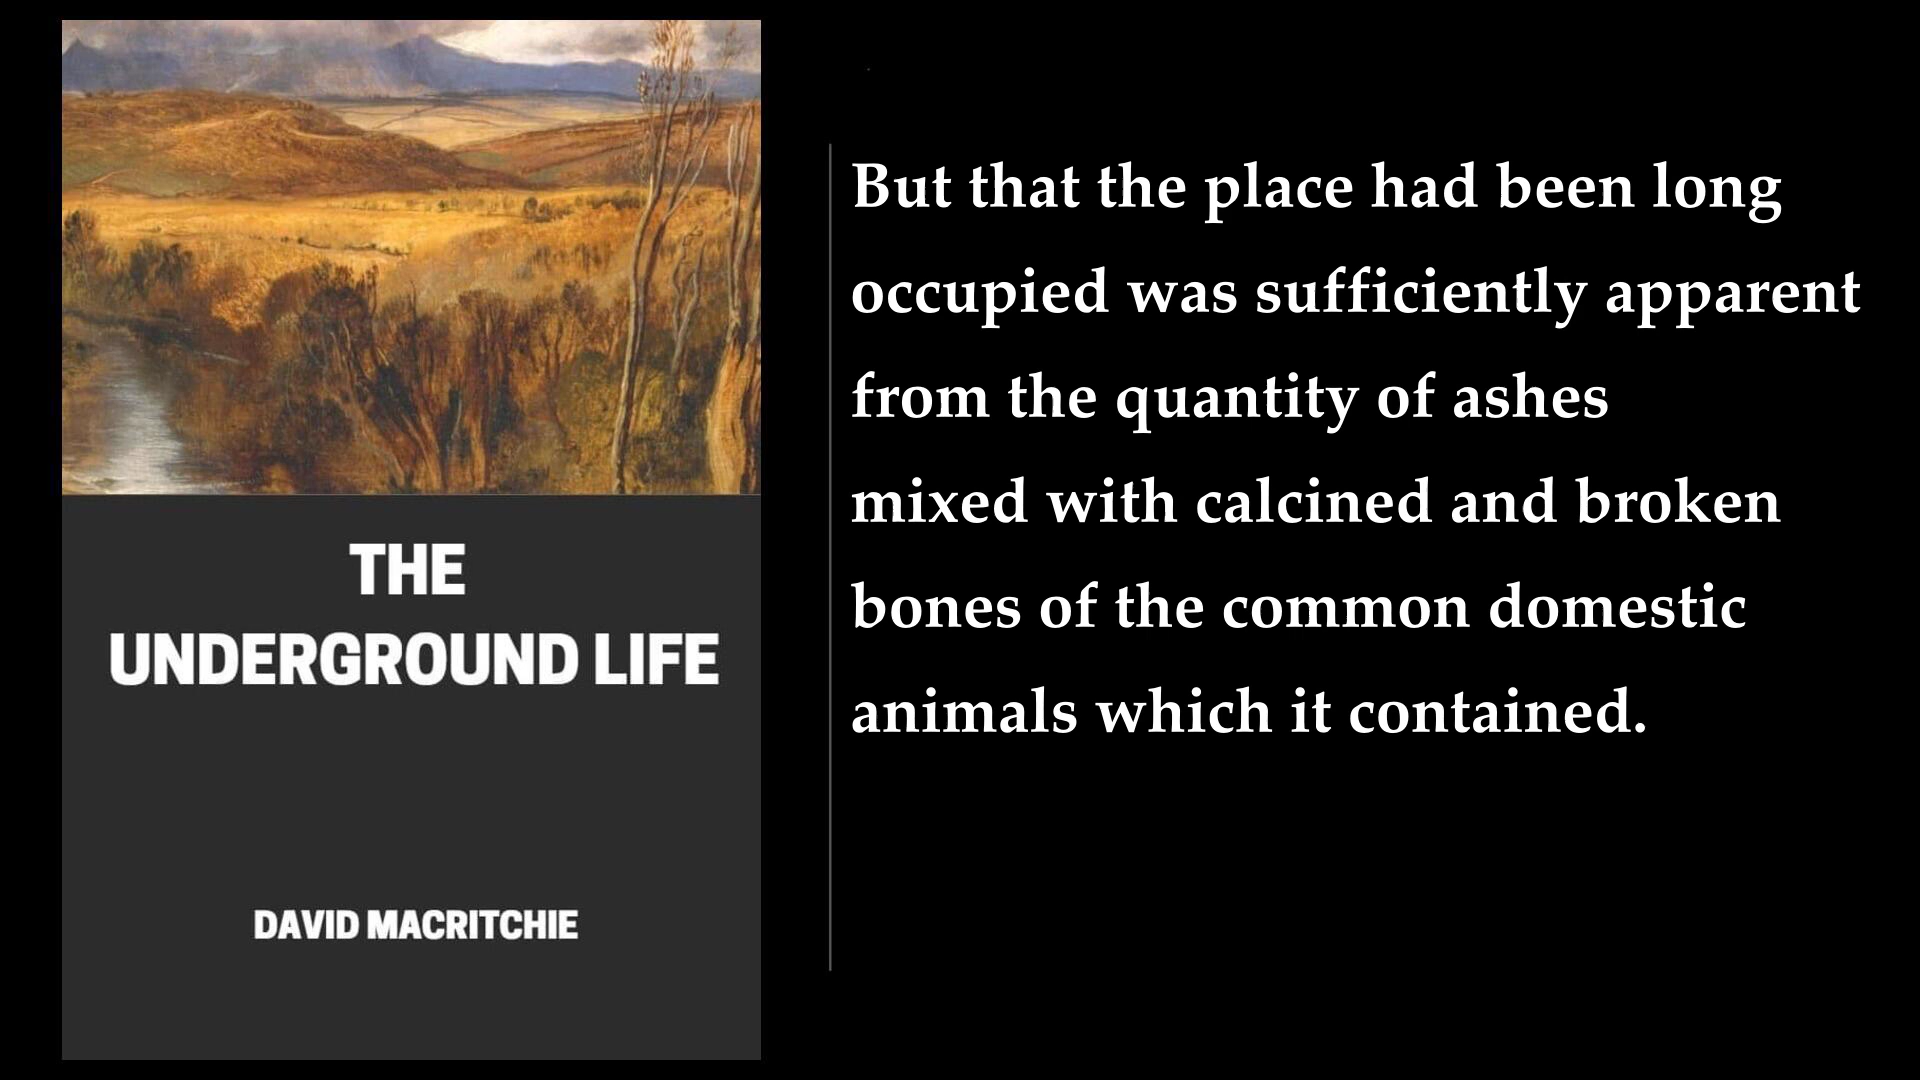 THE
UNDERGROUND LIFE
DAVID MACRITCHIE
But that the place had been long
occupied was sufficiently apparent
from the quantity of ashes
mixed with calcined and broken
bones of the common domestic
animals which it contained.